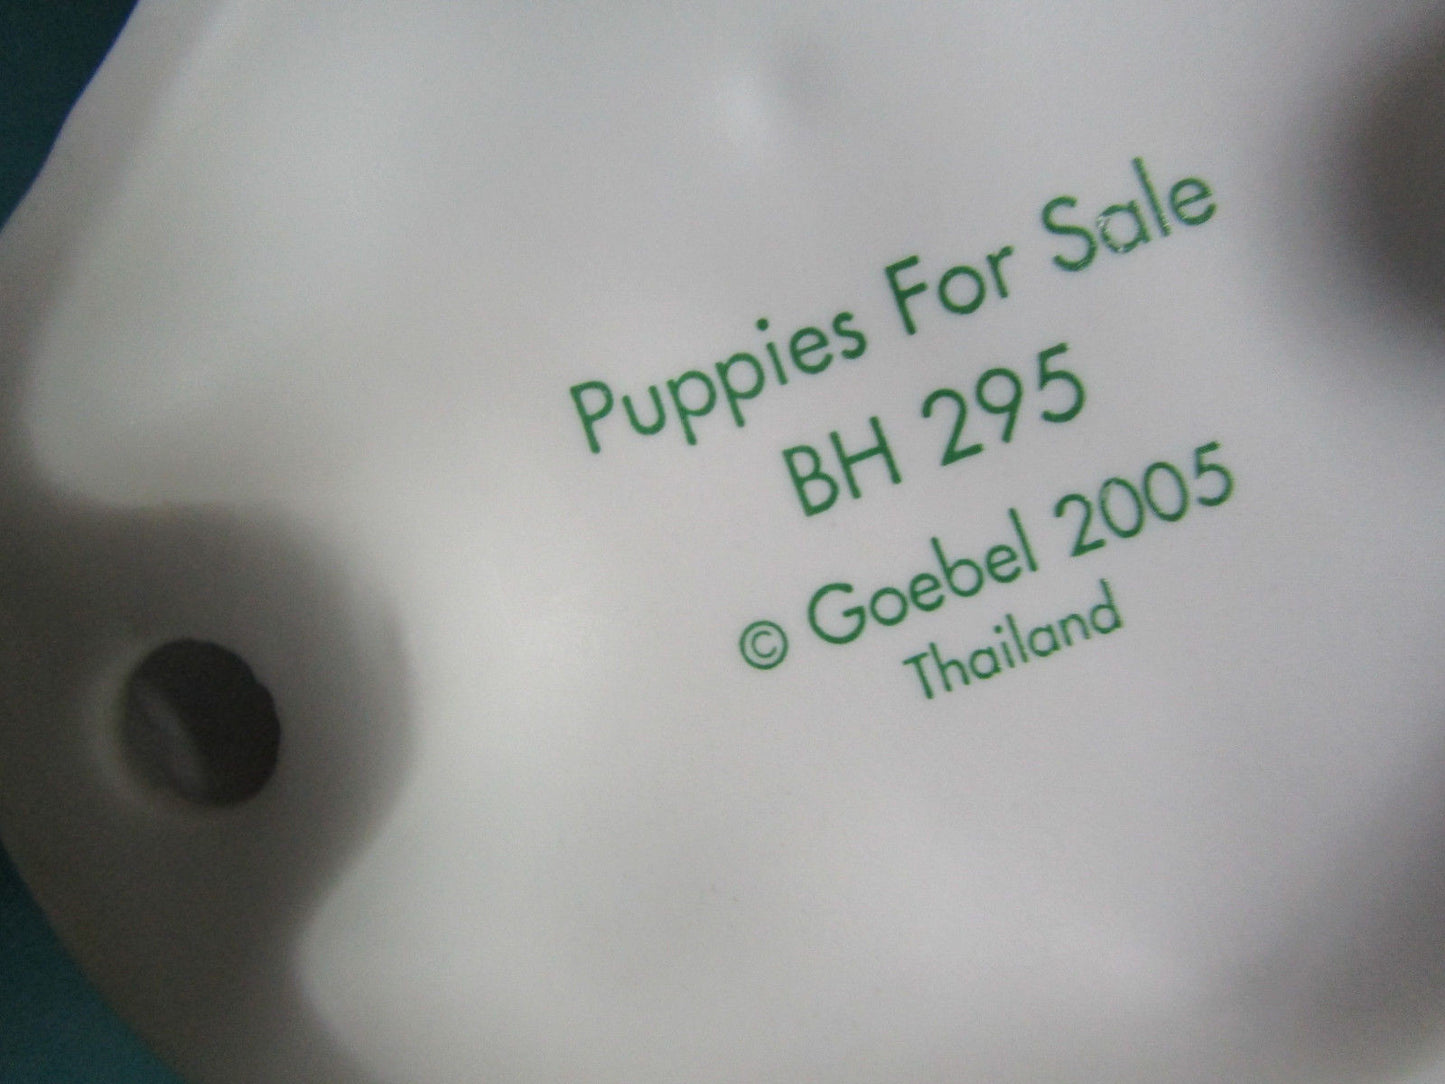 Puppies For Sale
BH 295
© Goebel 2005
Thailand